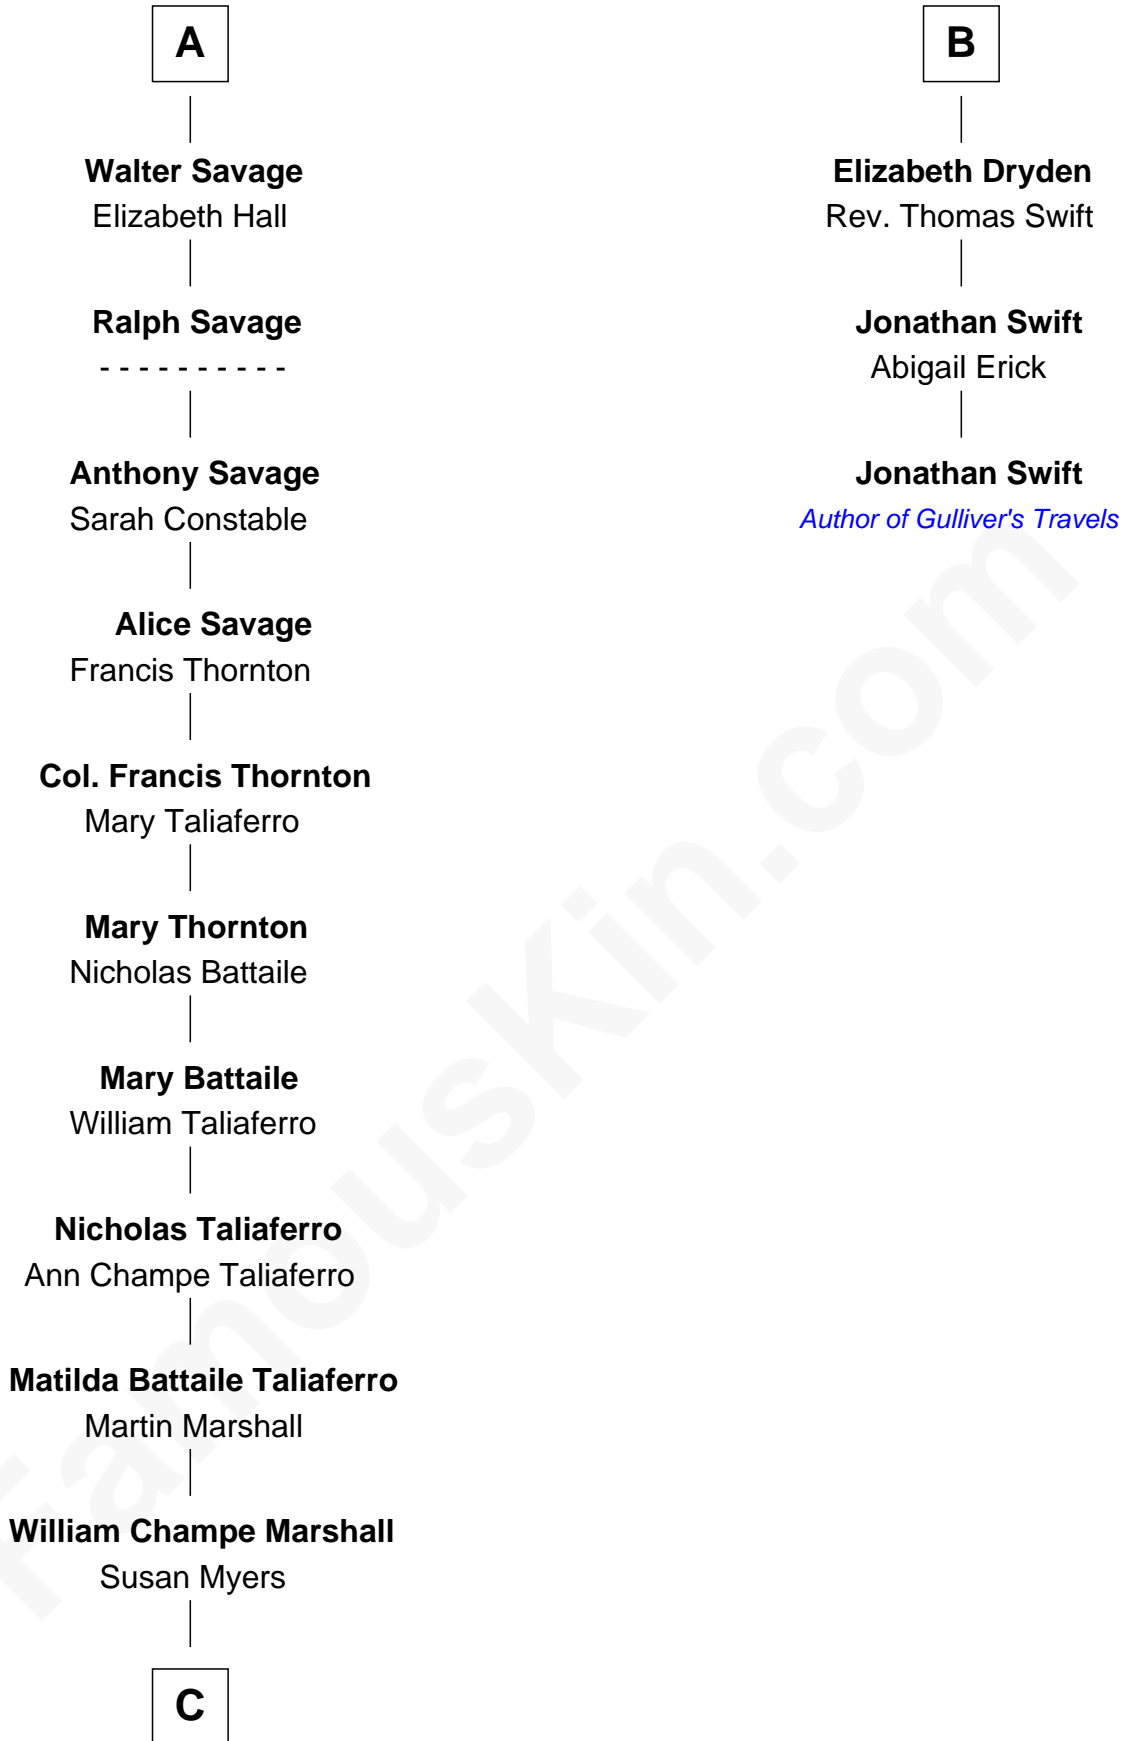 A
Walter Savage
Elizabeth Hall
Ralph Savage
- - - - - - - - - -
Anthony Savage
Sarah Constable
Alice Savage
Francis Thornton
Col. Francis Thornton
Mary Taliaferro
Mary Thornton
Nicholas Battaile
Mary Battaile
William Taliaferro
Nicholas Taliaferro
Ann Champe Taliaferro
Matilda Battaile Taliaferro
Martin Marshall
William Champe Marshall
Susan Myers
C
B
Elizabeth Dryden
Rev. Thomas Swift
Jonathan Swift
Abigail Erick
Jonathan Swift
Author of Gulliver's Travels
FamousKin.com